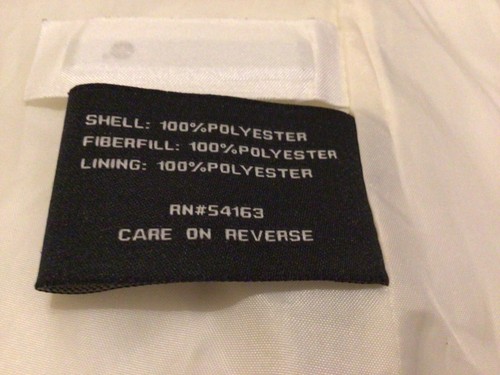 SHELL: 100%POLYESTER
FIBERFILL: 100%POLYESTER
LINING: 100%POLYESTER
RN#54163
CARE ON REVERSE